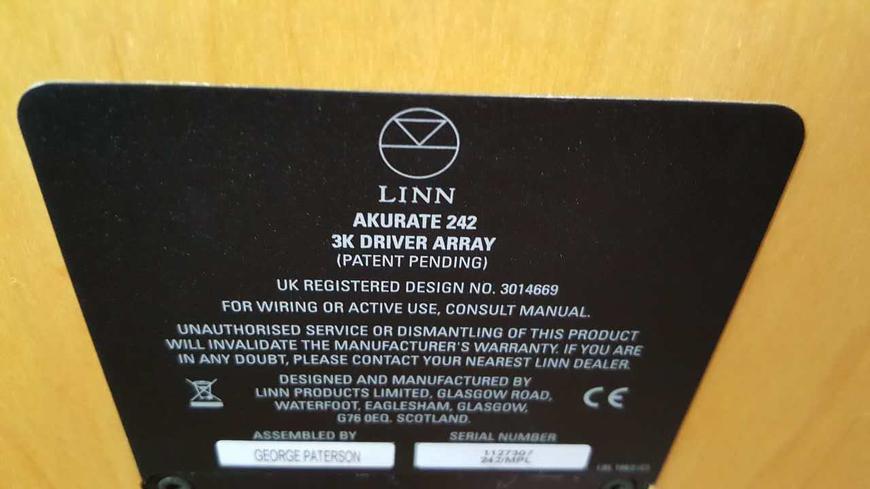 LINN
AKURATE 242
3K DRIVER ARRAY
(PATENT PENDING)
UK REGISTERED DESIGN NO. 3014669
FOR WIRING OR ACTIVE USE, CONSULT MANUAL.
UNAUTHORISED SERVICE OR DISMANTLING OF THIS PRODUCT
WILL INVALIDATE THE MANUFACTURER'S WARRANTY. IF YOU ARE
IN ANY DOUBT, PLEASE CONTACT YOUR NEAREST LINN DEALER.
DESIGNED AND MANUFACTURED BY
LINN PRODUCTS LIMITED, GLASGOW ROAD,
WATERFOOT, EAGLESHAM, GLASGOW,
G76 0EQ. SCOTLAND.
CE
ASSEMBLED BY SERIAL NUMBER
GEORGE PATERSON
242/MPL